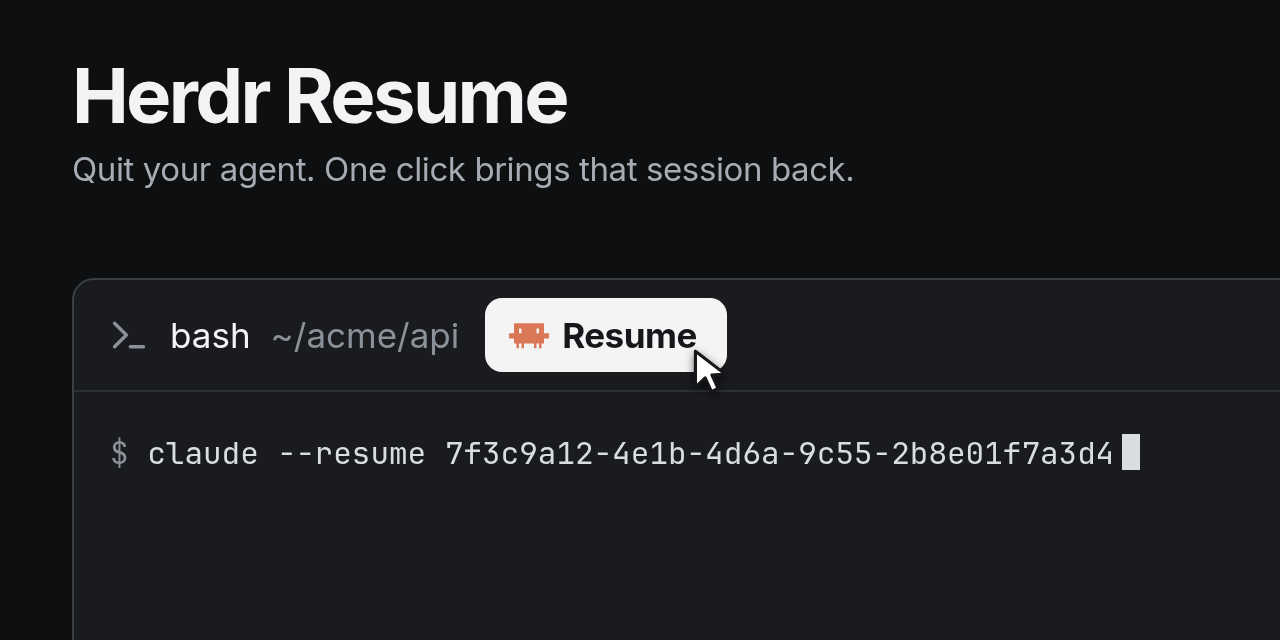 Herdr Resume
Quit your agent. One click brings that session back.
bash ~/acme/api Resume
$ claude --resume 7f3c9a12-4e1b-4d6a-9c55-2b8e01f7a3d4